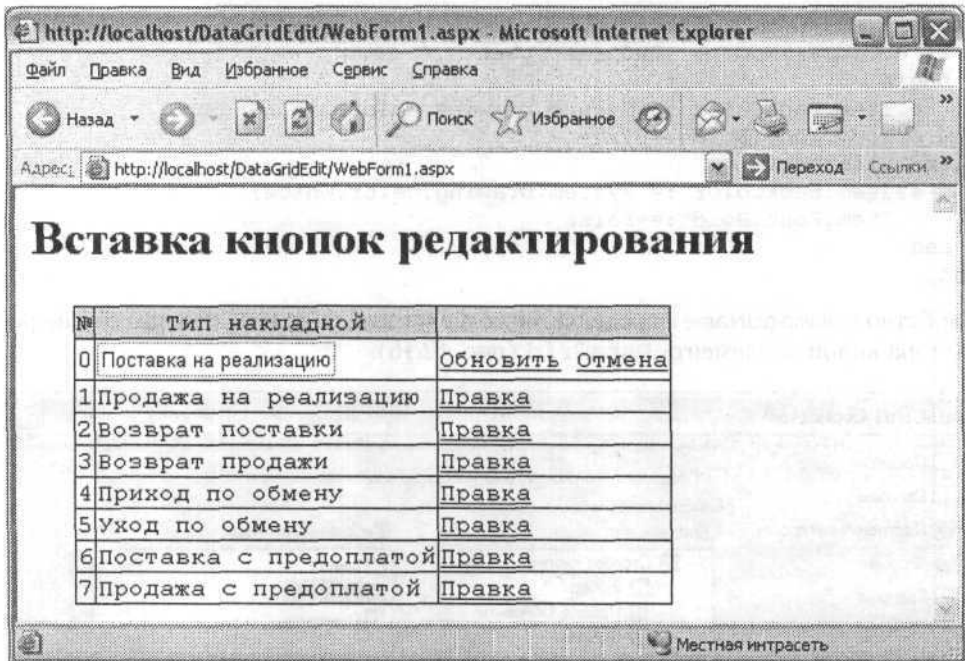 http://localhost/DataGridEdit/WebForm1.aspx - Microsoft Internet Explorer
Файл Правка Вид Избранное Сервис Справка
Назад Поиск Избранное »
Адрес: http://localhost/DataGridEdit/WebForm1.aspx Переход Ссылки »
Вставка кнопок редактирования
№ Тип накладной
0 Поставка на реализацию Обновить Отмена
1 Продажа на реализацию Правка
2 Возврат поставки Правка
3 Возврат продажи Правка
4 Приход по обмену Правка
5 Уход по обмену Правка
6 Поставка с предеплатой Правка
7 Продажа с предоплатой Правка
Местная интрасеть